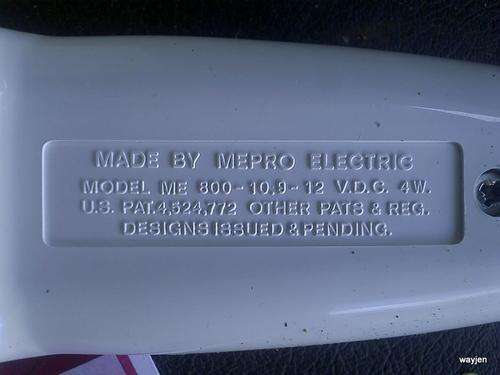 MADE BY MEPRO ELECTRIC
MODEL ME 800-10,9-12 V.D.C. 4W.
U.S. PAT.4,524,772 OTHER PATS & REG.
DESIGNS ISSUED & PENDING.
wayjen